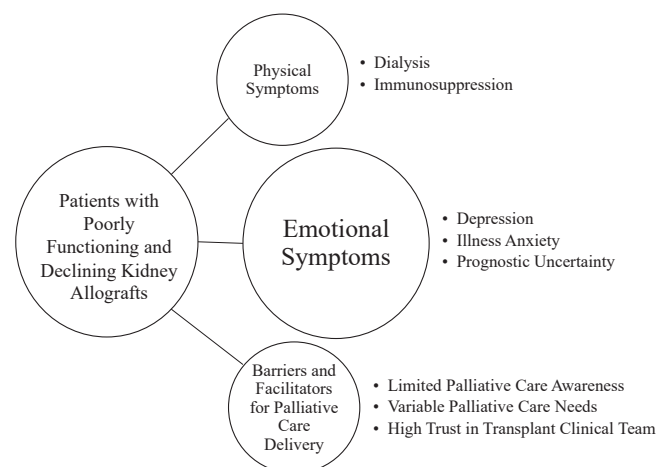 Physical
Symptoms
• Dialysis
• Immunosuppression
Patients with
Poorly
Functioning and
Declining Kidney
Allografts
Emotional
Symptoms
• Depression
• Illness Anxiety
• Prognostic Uncertainty
Barriers and
Facilitators
for Palliative
Care
Delivery
• Limited Palliative Care Awareness
• Variable Palliative Care Needs
• High Trust in Transplant Clinical Team